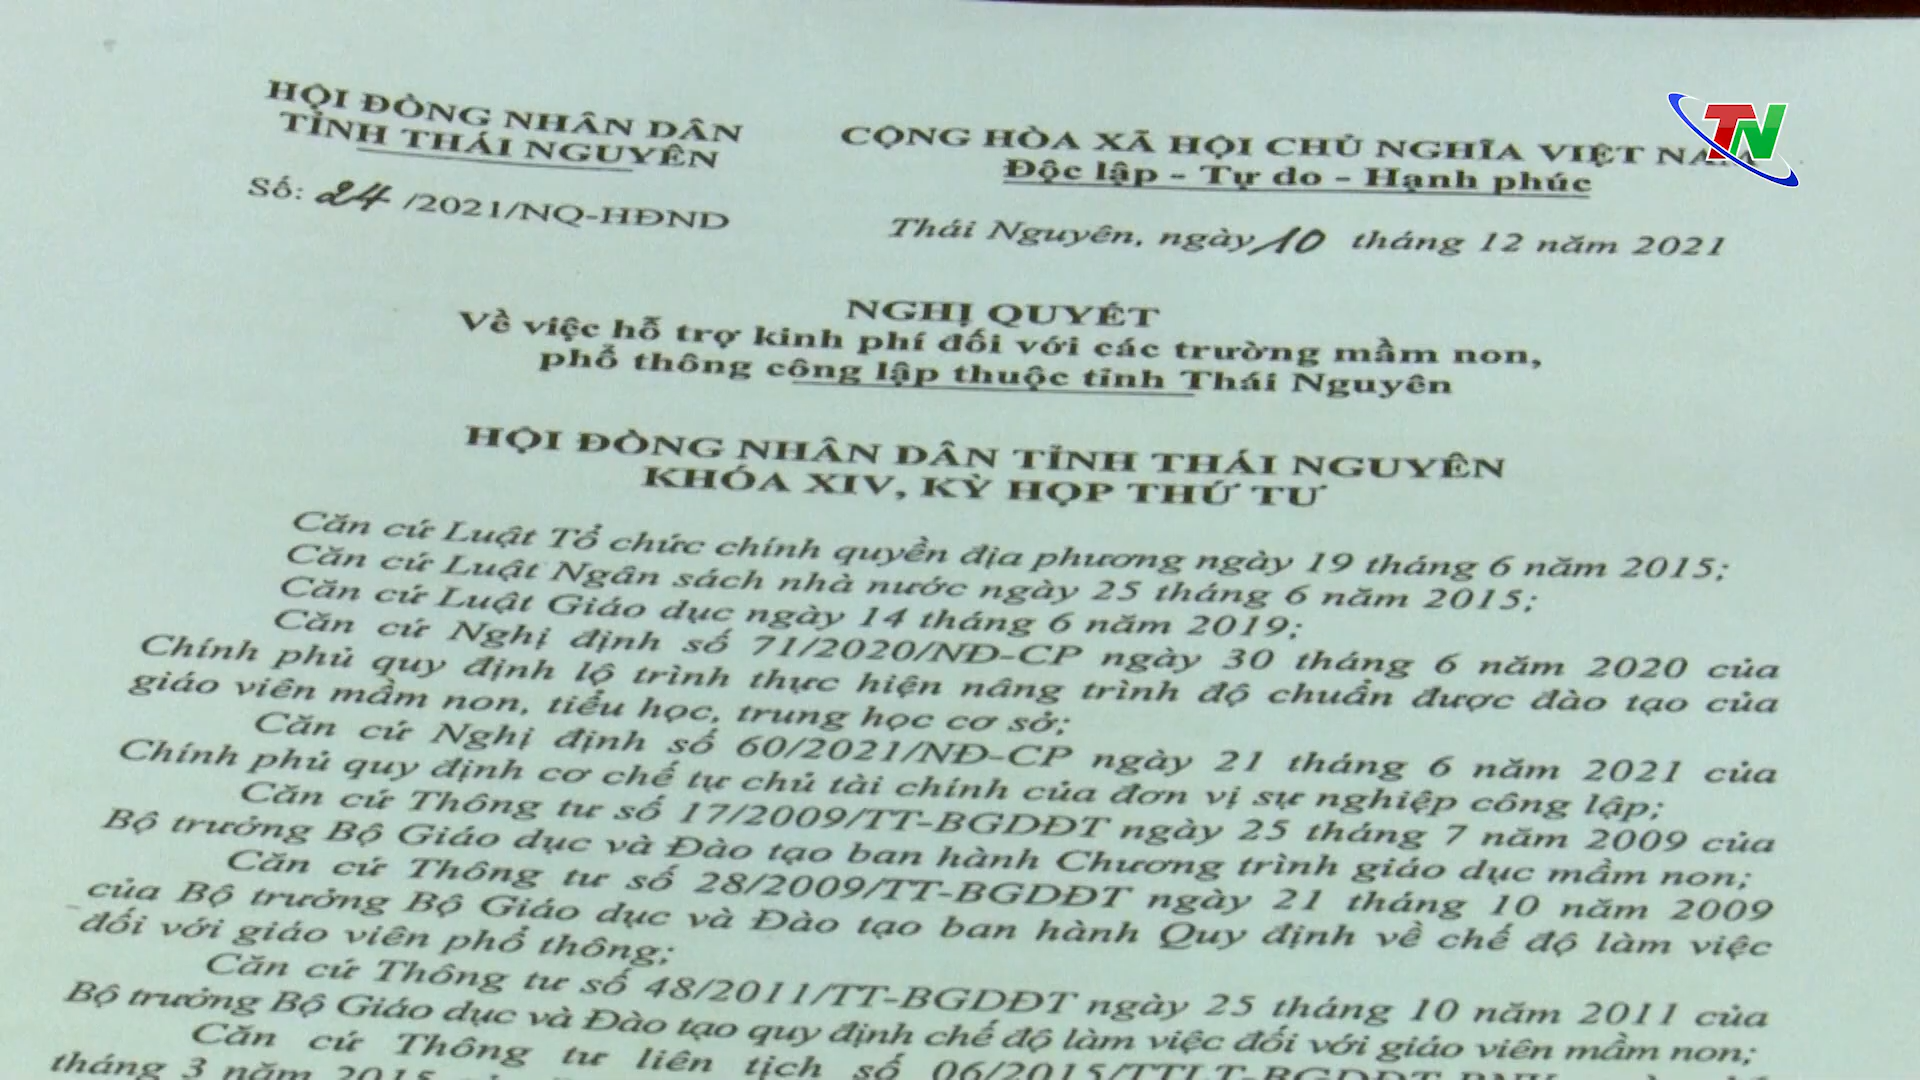 HỘI ĐỒNG NHÂN DÂN
TỈNH THÁI NGUYÊN
Số: 24 /2021/NQ-HĐND
CỘNG HÒA XÃ HỘI CHỦ NGHĨA VIỆT NAM
Độc lập - Tự do - Hạnh phúc
Thái Nguyên, ngày 10 tháng 12 năm 2021
TN
NGHỊ QUYẾT
Về việc hỗ trợ kinh phí đối với các trường mầm non,
phổ thông công lập thuộc tỉnh Thái Nguyên
HỘI ĐỒNG NHÂN DÂN TỈNH THÁI NGUYÊN
KHÓA XIV, KỲ HỌP THỨ TƯ
Căn cứ Luật Tổ chức chính quyền địa phương ngày 19 tháng 6 năm 2015;
Căn cứ Luật Ngân sách nhà nước ngày 25 tháng 6 năm 2015;
Căn cứ Luật Giáo dục ngày 14 tháng 6 năm 2019;
Căn cứ Nghị định số 71/2020/NĐ-CP ngày 30 tháng 6 năm 2020 của
Chính phủ quy định lộ trình thực hiện nâng trình độ chuẩn được đào tạo của
giáo viên mầm non, tiểu học, trung học cơ sở;
Căn cứ Nghị định số 60/2021/NĐ-CP ngày 21 tháng 6 năm 2021 của
Chính phủ quy định cơ chế tự chủ tài chính của đơn vị sự nghiệp công lập;
Căn cứ Thông tư số 17/2009/TT-BGDĐT ngày 25 tháng 7 năm 2009 của
Bộ trưởng Bộ Giáo dục và Đào tạo ban hành Chương trình giáo dục mầm non;
Căn cứ Thông tư số 28/2009/TT-BGDĐT ngày 21 tháng 10 năm 2009
của Bộ trưởng Bộ Giáo dục và Đào tạo ban hành Quy định về chế độ làm việc
đối với giáo viên phổ thông;
Căn cứ Thông tư số 48/2011/TT-BGDĐT ngày 25 tháng 10 năm 2011 của
Bộ trưởng Bộ Giáo dục và Đào tạo quy định chế độ làm việc đối với giáo viên mầm non;
Căn cứ Thông tư liên tịch số 06/2015/TTLT-BGDĐT-BNV
tháng 3 năm 2015